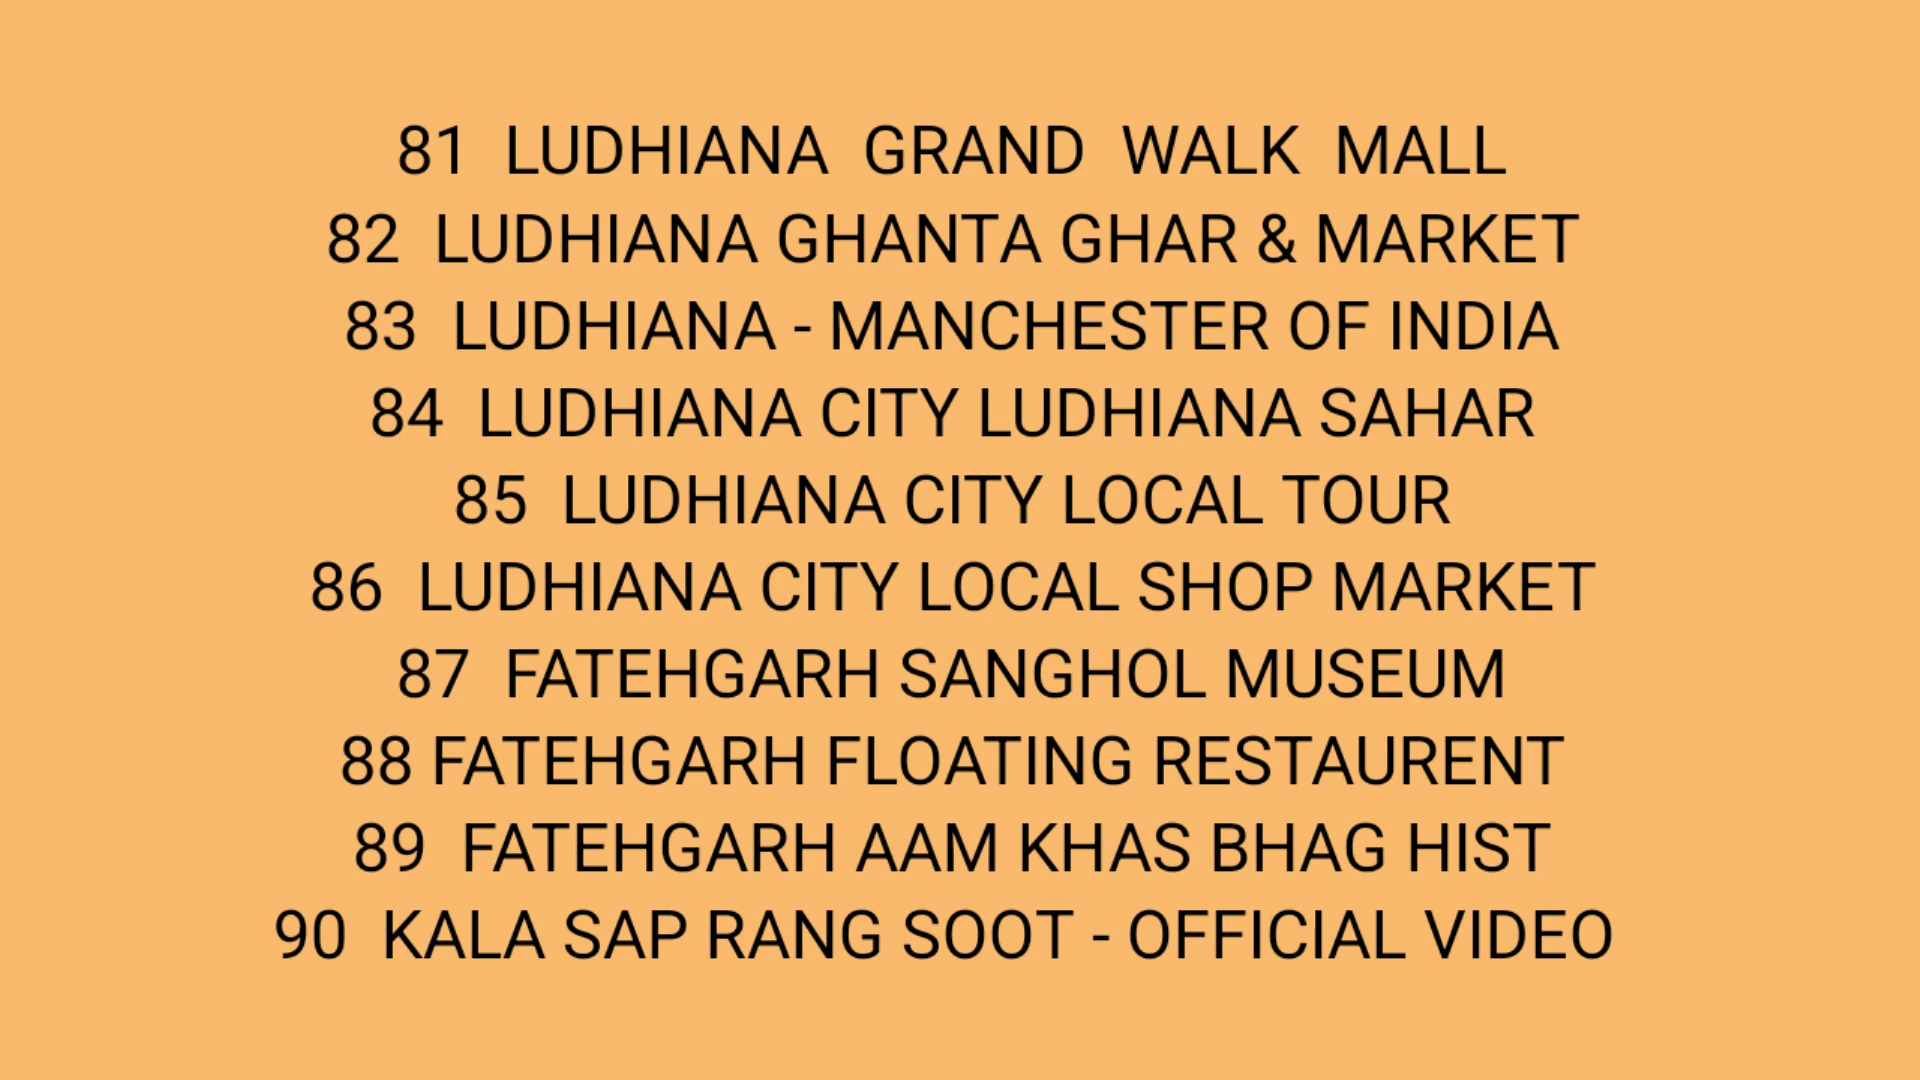 81 LUDHIANA GRAND WALK MALL
82 LUDHIANA GHANTA GHAR & MARKET
83 LUDHIANA - MANCHESTER OF INDIA
84 LUDHIANA CITY LUDHIANA SAHAR
85 LUDHIANA CITY LOCAL TOUR
86 LUDHIANA CITY LOCAL SHOP MARKET
87 FATEHGARH SANGHOL MUSEUM
88 FATEHGARH FLOATING RESTAURENT
89 FATEHGARH AAM KHAS BHAG HIST
90 KALA SAP RANG SOOT - OFFICIAL VIDEO